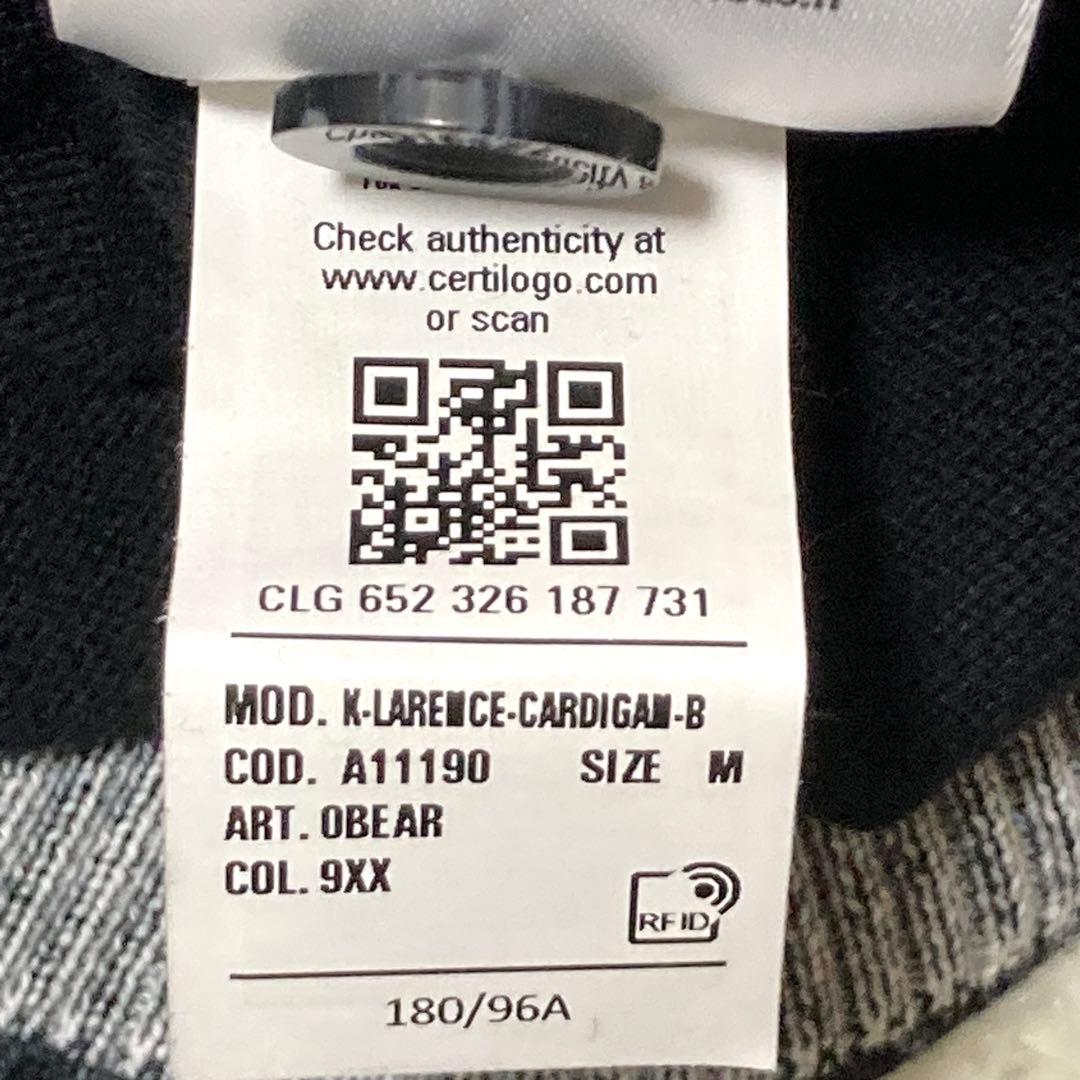 Check authenticity at
www.certilogo.com
or scan
CLG 652 326 187 731
MOD. K-LARENCE-CARDIGAN-B
COD. A11190 SIZE M
ART. 0BEAR
COL. 9XX
RFID
180/96A